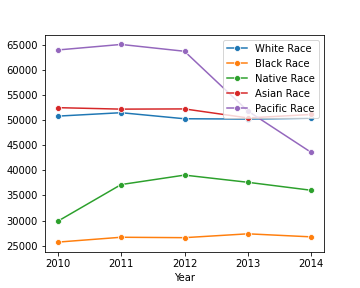 65000
60000
55000
50000
45000
40000
35000
30000
25000
White Race
Black Race
Native Race
Asian Race
Pacific Race
2010 2011 2012 2013 2014
Year